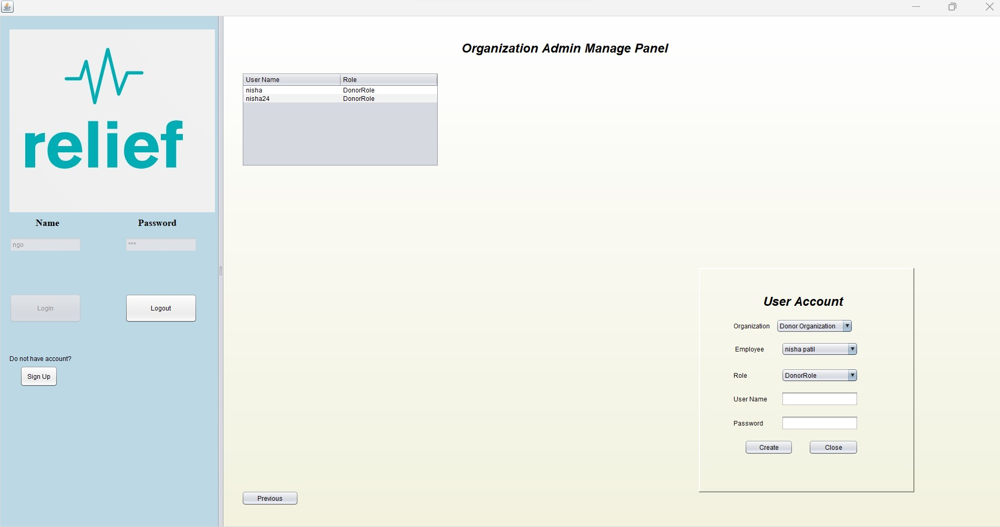 relief
Name Password
ngo ***
Login Logout
Do not have account?
Sign Up
Organization Admin Manage Panel
User Name Role
nisha DonorRole
nisha24 DonorRole
User Account
Organization Donor Organization
Employee nisha patil
Role DonorRole
User Name
Password
Create Close
Previous